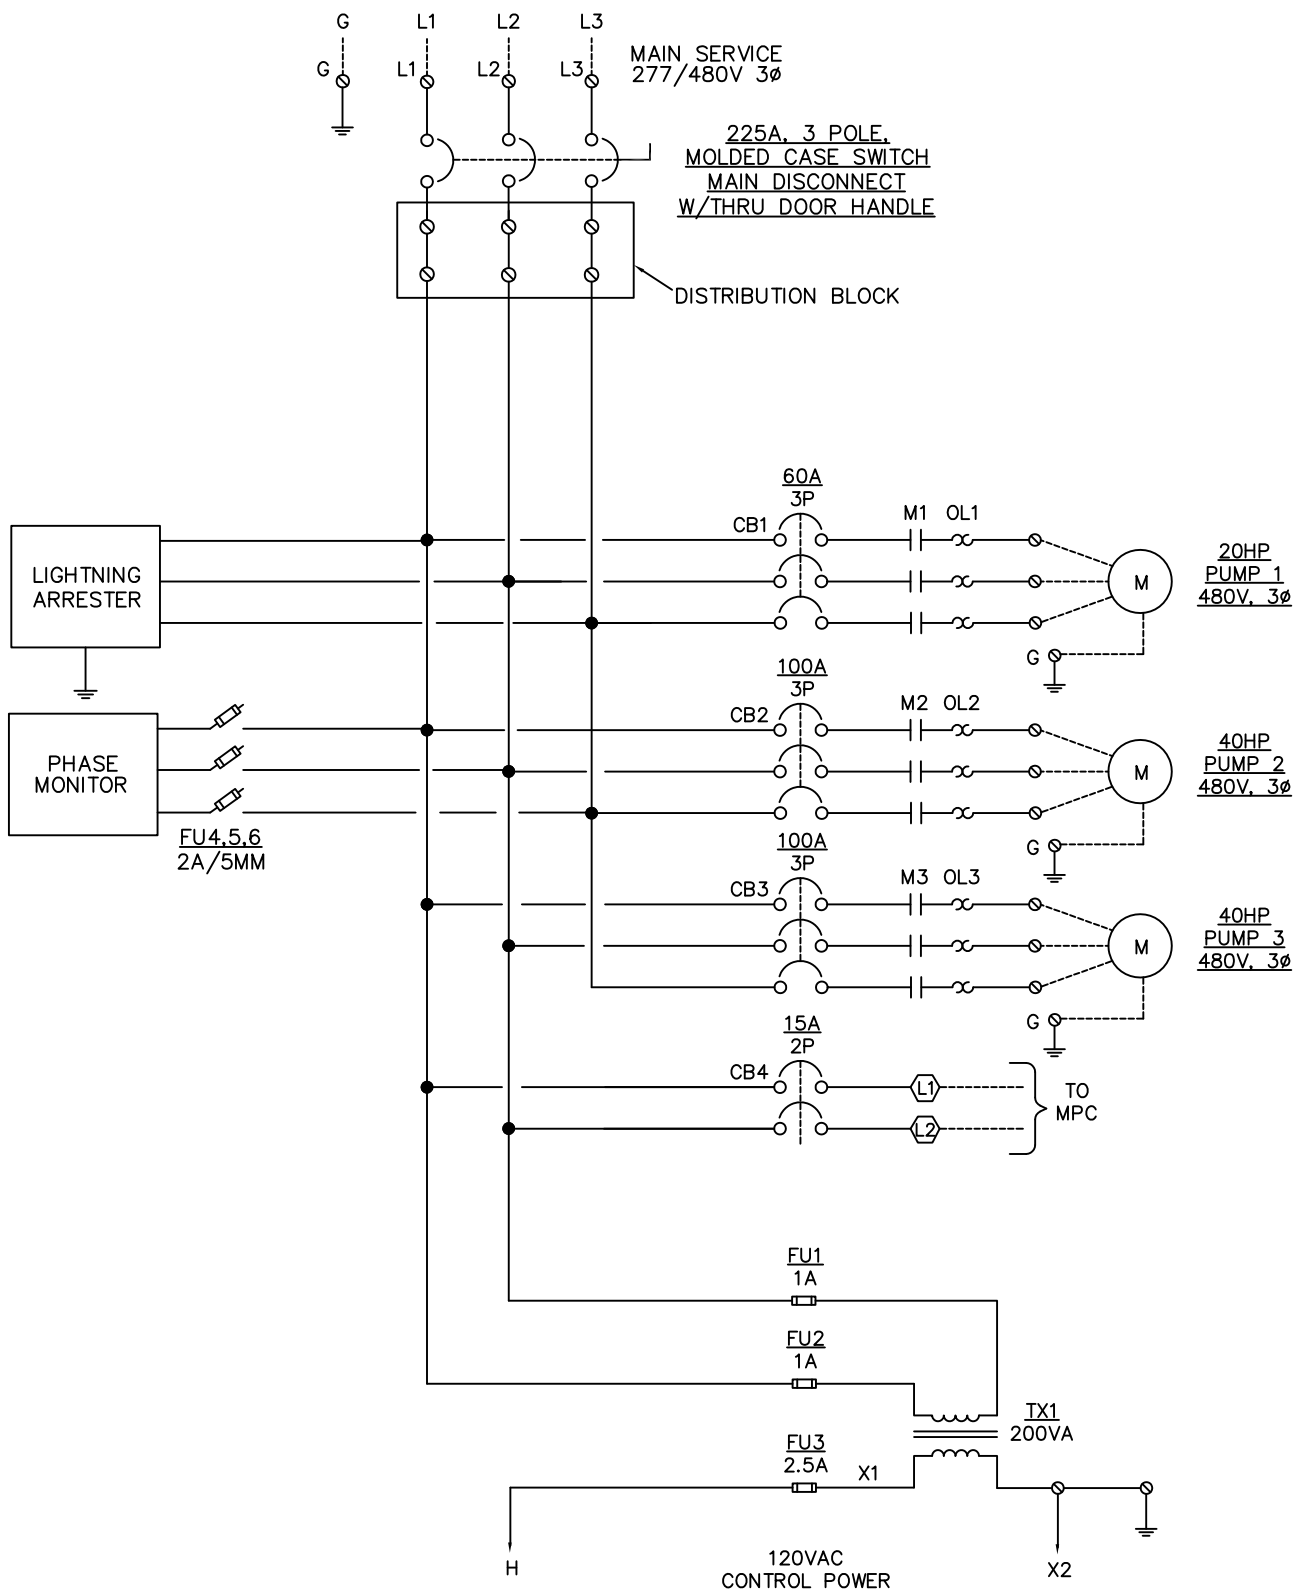 G L1 L2 L3
G L1 L2 L3
MAIN SERVICE
277/480V 3ø
225A, 3 POLE,
MOLDED CASE SWITCH
MAIN DISCONNECT
W/THRU DOOR HANDLE
DISTRIBUTION BLOCK
LIGHTNING
ARRESTER
60A
3P
CB1
M1 OL1
M
20HP
PUMP 1
480V, 3ø
G
PHASE
MONITOR
FU4,5,6
2A/5MM
100A
3P
CB2
M2 OL2
M
40HP
PUMP 2
480V, 3ø
G
100A
3P
CB3
M3 OL3
M
40HP
PUMP 3
480V, 3ø
G
15A
2P
CB4
L1
L2
TO
MPC
FU1
1A
FU2
1A
TX1
200VA
FU3
2.5A
X1
H
X2
120VAC
CONTROL POWER